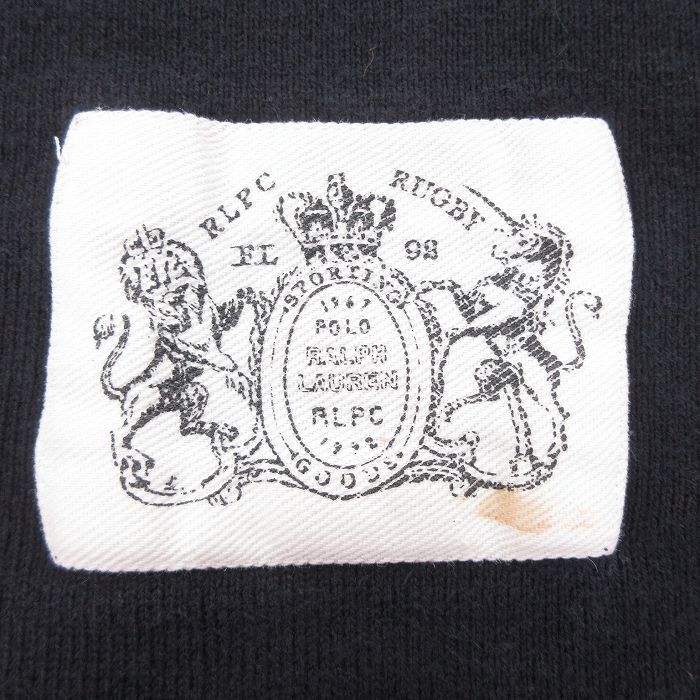 RLPC RUGBY
FL 98
SPORTING
1967
POLO
RALPH
LAUREN
RLPC
GOODS